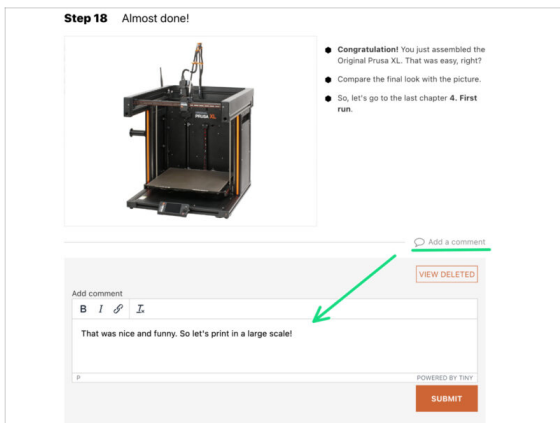 Step 18 Almost done!
Congratulation! You just assembled the
Original Prusa XL. That was easy, right?
Compare the final look with the picture.
So, let's go to the last chapter 4. First
run.
PRUSA XL
Add a comment
VIEW DELETED
Add comment
B I
That was nice and funny. So let's print in a large scale!
P POWERED BY TINY
SUBMIT